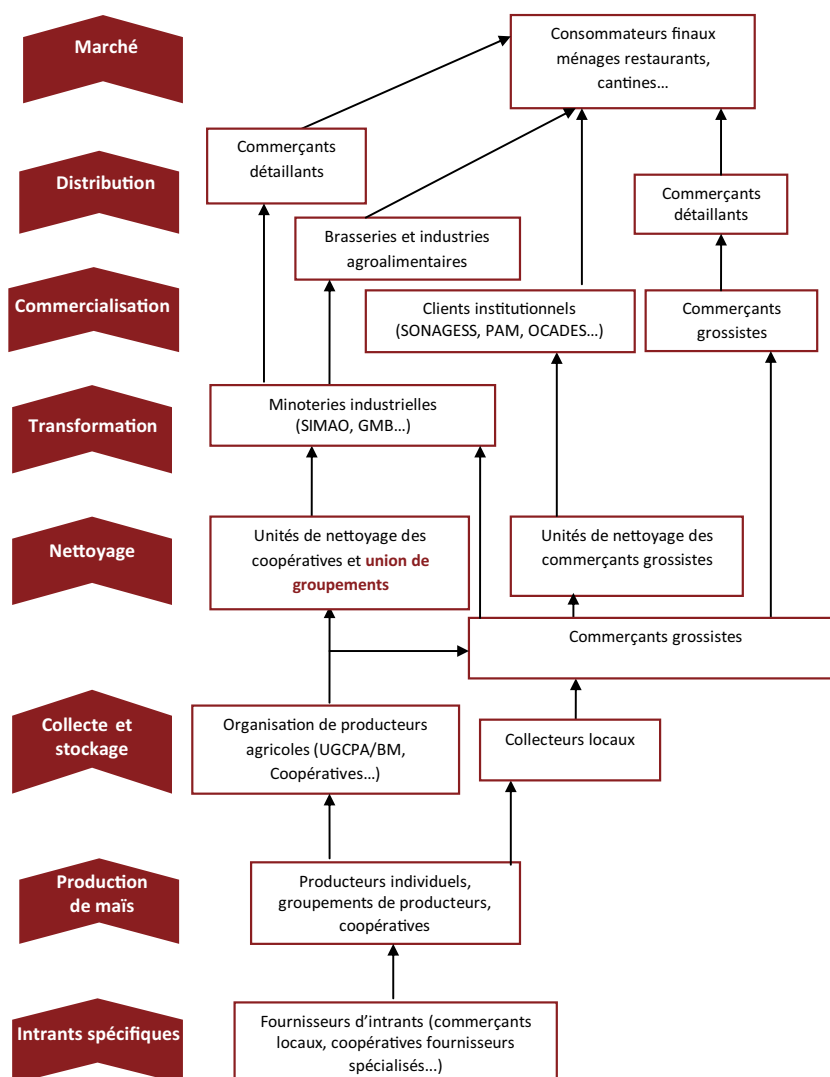 Marché
Consommateurs finaux
ménages restaurants,
cantines…
Commerçants
détaillants
Distribution
Commerçants
détaillants
Brasseries et industries
agroalimentaires
Commercialisation
Clients institutionnels
(SONAGESS, PAM, OCADES…)
Commerçants
grossistes
Transformation
Minoteries industrielles
(SIMAO, GMB…)
Nettoyage
Unités de nettoyage des
coopératives et union de
groupements
Unités de nettoyage des
commerçants grossistes
Commerçants grossistes
Collecte et
stockage
Organisation de producteurs
agricoles (UGCPA/BM,
Coopératives…)
Collecteurs locaux
Production
de maïs
Producteurs individuels,
groupements de producteurs,
coopératives
Intrants spécifiques
Fournisseurs d’intrants (commerçants
locaux, coopératives fournisseurs
spécialisés...)